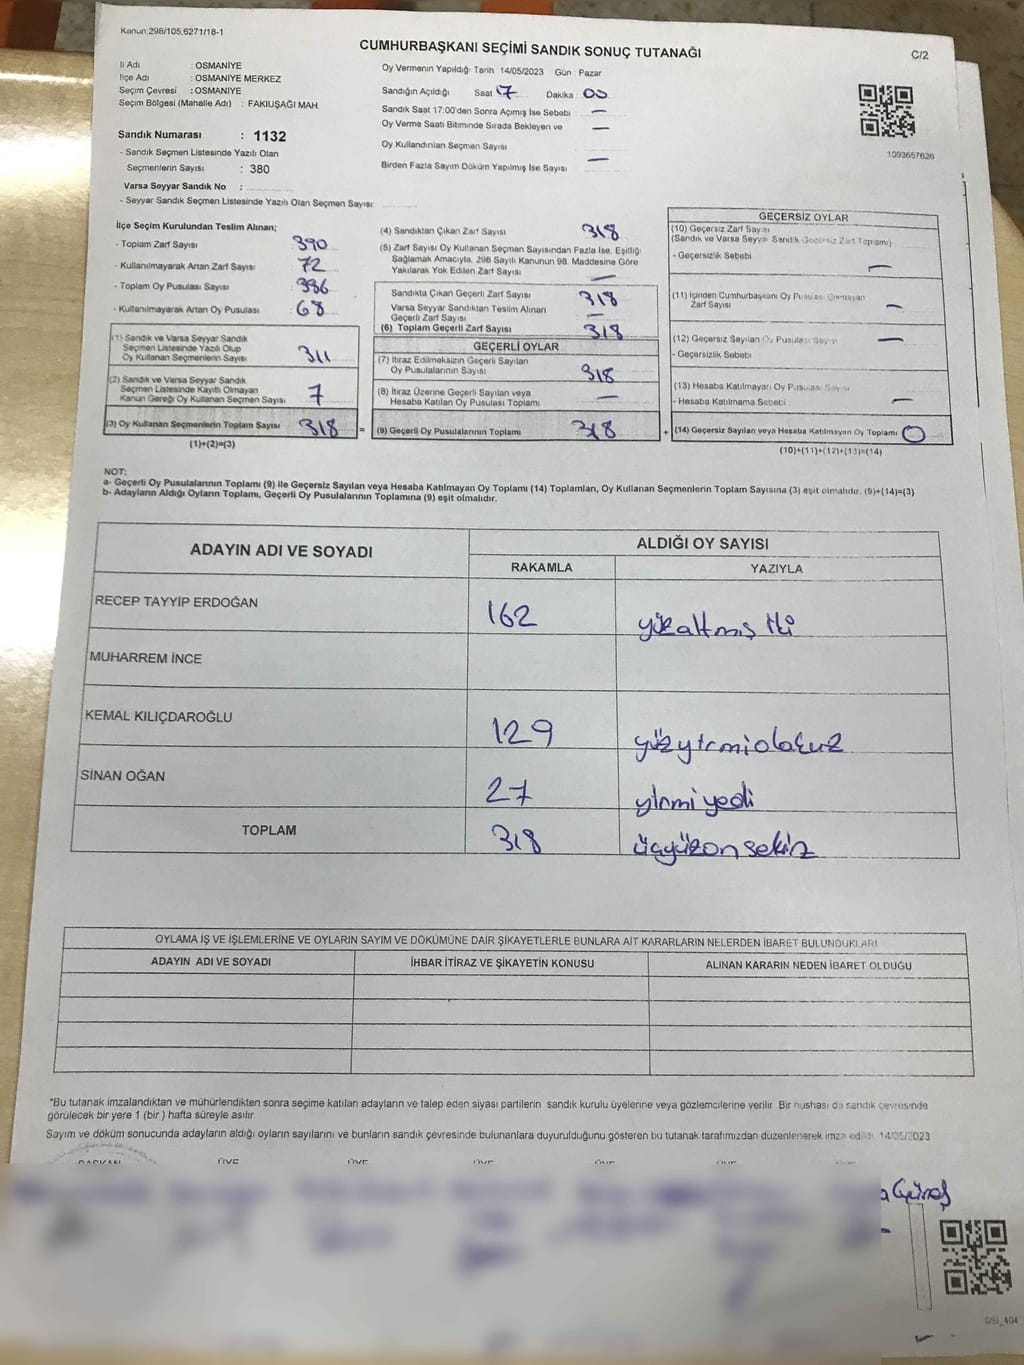 Kanun:298/105,6271/18-1
CUMHURBAŞKANI SEÇİMİ SANDIK SONUÇ TUTANAĞI
C/2
İl Adı : OSMANİYE
İlçe Adı : OSMANİYE MERKEZ
Seçim Çevresi : OSMANİYE
Seçim Bölgesi (Mahalle Adı) : FAKIUŞAĞI MAH
Sandık Numarası : 1132
- Sandık Seçmen Listesinde Yazılı Olan
Seçmenlerin Sayısı : 380
Varsa Seyyar Sandık No :
- Seyyar Sandık Seçmen Listesinde Yazılı Olan Seçmen Sayısı:
Oy Vermenin Yapıldığı Tarih 14/05/2023 Gün : Pazar
Sandığın Açıldığı Saat 17 Dakika : 00
Sandık Saat 17:00'den Sonra Açımış İse Sebebi : —
Oy Verme Saati Bitiminde Sırada Bekleyen ve —
Oy Kullandırılan Seçmen Sayısı
Birden Fazla Sayım Döküm Yapılmış İse Sayısı —
1093657626
İlçe Seçim Kurulundan Teslim Alınan;
- Toplam Zarf Sayısı : 390
- Kullanılmayarak Artan Zarf Sayısı : 72
- Toplam Oy Pusulası Sayısı : 386
- Kullanılmayarak Artan Oy Pusulası : 68
(1) Sandık ve Varsa Seyyar Sandık
Seçmen Listesinde Yazılı Olup
Oy Kullanan Seçmenlerin Sayısı 311
(2) Sandık ve Varsa Seyyar Sandık
Seçmen Listesinde Kayıtlı Olmayan
Kanun Gereği Oy Kullanan Seçmen Sayısı 7
(3) Oy Kullanan Seçmenlerin Toplam Sayısı 318
(1)+(2)=(3)
(4) Sandıktan Çıkan Zarf Sayısı 318
(5) Zarf Sayısı Oy Kullanan Seçmen Sayısından Fazla İse, Eşitliği
Sağlamak Amacıyla, 298 Sayılı Kanunun 98. Maddesine Göre
Yakılarak Yok Edilen Zarf Sayısı —
Sandıkta Çıkan Geçerli Zarf Sayısı 318
Varsa Seyyar Sandıktan Teslim Alınan
Geçerli Zarf Sayısı —
(6) Toplam Geçerli Zarf Sayısı 318
GEÇERLİ OYLAR
(7) İtiraz Edilmeksizin Geçerli Sayılan
Oy Pusulalarının Sayısı 318
(8) İtiraz Üzerine Geçerli Sayılan veya
Hesaba Katılan Oy Pusulası Toplamı —
= (9) Geçerli Oy Pusulalarının Toplamı 318
GEÇERSİZ OYLAR
(10) Geçersiz Zarf Sayısı
(Sandık ve Varsa Seyyar Sandık Geçersiz Zarf Toplamı)
- Geçersizlik Sebebi —
(11) İçinden Cumhurbaşkanı Oy Pusulası Çıkmayan
Zarf Sayısı —
(12) Geçersiz Sayılan Oy Pusulası Sayısı —
- Geçersizlik Sebebi
(13) Hesaba Katılmayan Oy Pusulası Sayısı
- Hesaba Katılmama Sebebi —
+ (14) Geçersiz Sayılan veya Hesaba Katılmayan Oy Toplamı 0
(10)+(11)+(12)+(13)=(14)
NOT:
a- Geçerli Oy Pusulalarının Toplamı (9) ile Geçersiz Sayılan veya Hesaba Katılmayan Oy Toplamı (14) Toplamları, Oy Kullanan Seçmenlerin Toplam Sayısına (3) eşit olmalıdır. (9)+(14)=(3)
b- Adayların Aldığı Oyların Toplamı, Geçerli Oy Pusulalarının Toplamına (9) eşit olmalıdır.
ADAYIN ADI VE SOYADI
ALDIĞI OY SAYISI
RAKAMLA YAZIYLA
RECEP TAYYİP ERDOĞAN 162 yüzaltmış iki
MUHARREM İNCE
KEMAL KILIÇDAROĞLU 129 yüzyirmidokuz
SİNAN OĞAN 27 yirmi yedi
TOPLAM 318 üçyüzon sekiz
OYLAMA İŞ VE İŞLEMLERİNE VE OYLARIN SAYIM VE DÖKÜMÜNE DAİR ŞİKAYETLERLE BUNLARA AİT KARARLARIN NELERDEN İBARET BULUNDUKLARI
ADAYIN ADI VE SOYADI İHBAR İTİRAZ VE ŞİKAYETİN KONUSU ALINAN KARARIN NEDEN İBARET OLDUĞU
*Bu tutanak imzalandıktan ve mühürlendikten sonra seçime katılan adayların ve talep eden siyasi partilerin sandık kurulu üyelerine veya gözlemcilerine verilir. Bir nüshası da sandık çevresinde
görülecek bir yere 1 (bir) hafta süreyle asılır.
Sayım ve döküm sonucunda adayların aldığı oyların sayılarını ve bunların sandık çevresinde bulunanlara duyurulduğunu gösteren bu tutanak tarafımızdan düzenlenerek imza edildi. 14/05/2023
BAŞKAN ÜYE ÜYE ÜYE ÜYE ÜYE
Güneş
SSİ_404